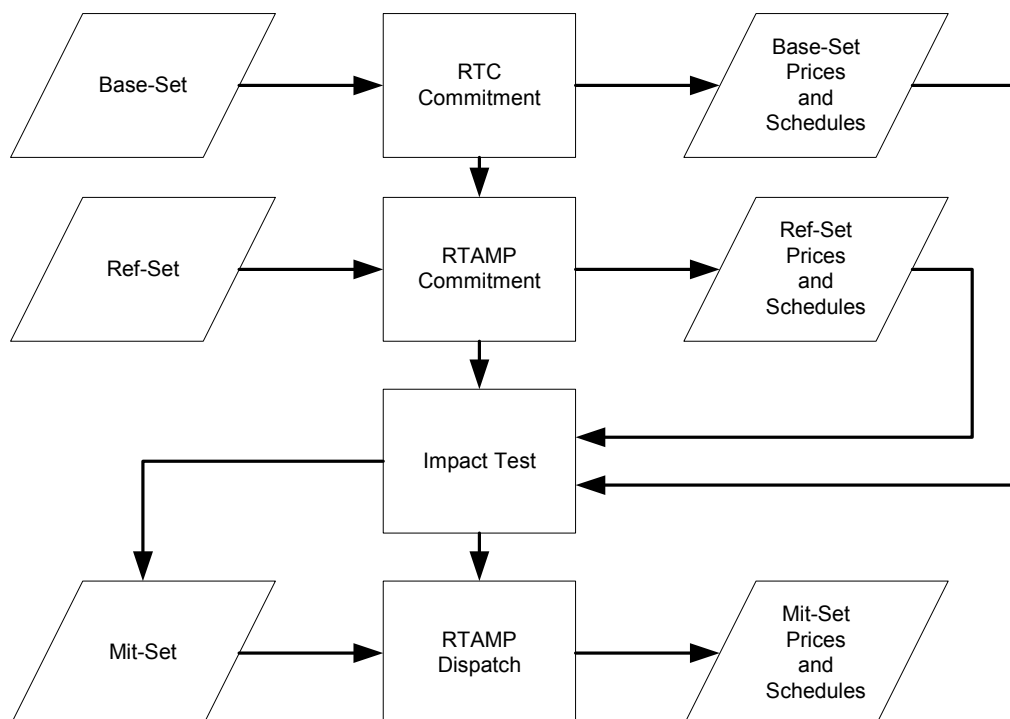 Base-Set
RTC
Commitment
Base-Set
Prices
and
Schedules
Ref-Set
RTAMP
Commitment
Ref-Set
Prices
and
Schedules
Impact Test
Mit-Set
RTAMP
Dispatch
Mit-Set
Prices
and
Schedules